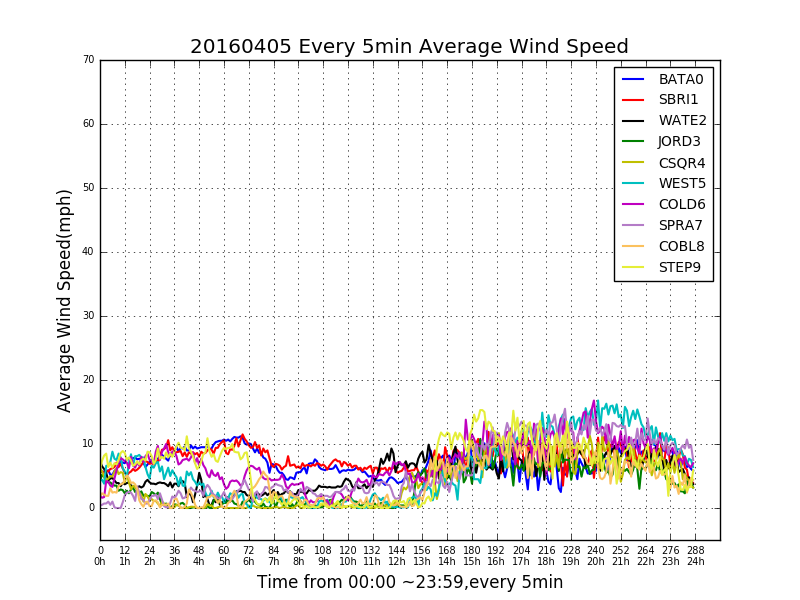 20160405 Every 5min Average Wind Speed
70
60
50
40
30
20
10
0
Average Wind Speed(mph)
BATA0
SBRI1
WATE2
JORD3
CSQR4
WEST5
COLD6
SPRA7
COBL8
STEP9
0 12 24 36 48 60 72 84 96 108 120 132 144 156 168 180 192 204 216 228 240 252 264 276 288
0h 1h 2h 3h 4h 5h 6h 7h 8h 9h 10h 11h 12h 13h 14h 15h 16h 17h 18h 19h 20h 21h 22h 23h 24h
Time from 00:00 ~23:59,every 5min